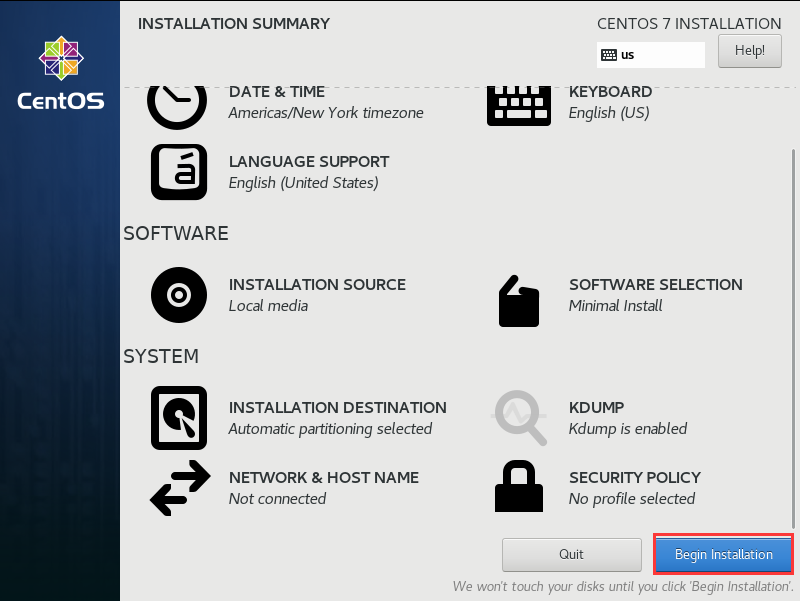 INSTALLATION SUMMARY
CENTOS 7 INSTALLATION
us
Help!
CentOS
DATE & TIME
Americas/New York timezone
KEYBOARD
English (US)
á
LANGUAGE SUPPORT
English (United States)
SOFTWARE
INSTALLATION SOURCE
Local media
SOFTWARE SELECTION
Minimal Install
SYSTEM
INSTALLATION DESTINATION
Automatic partitioning selected
KDUMP
Kdump is enabled
NETWORK & HOST NAME
Not connected
SECURITY POLICY
No profile selected
Quit
Begin Installation
We won't touch your disks until you click 'Begin Installation'.